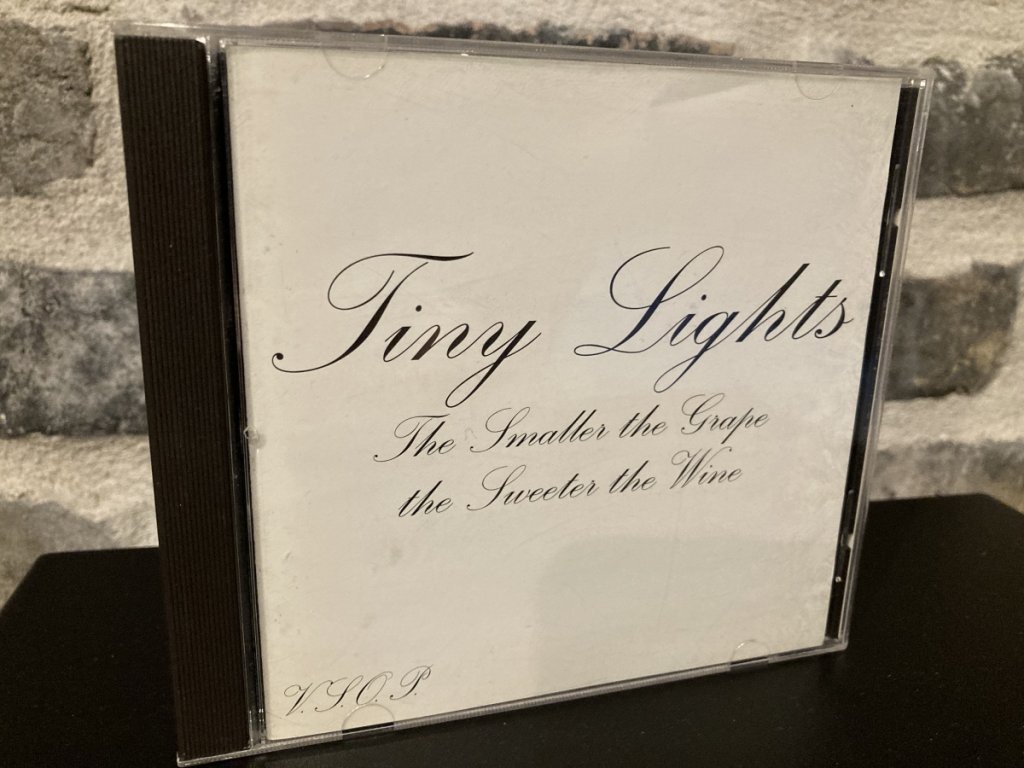 Tiny Lights
The Smaller the Grape
the Sweeter the Wine
V.S.O.P.